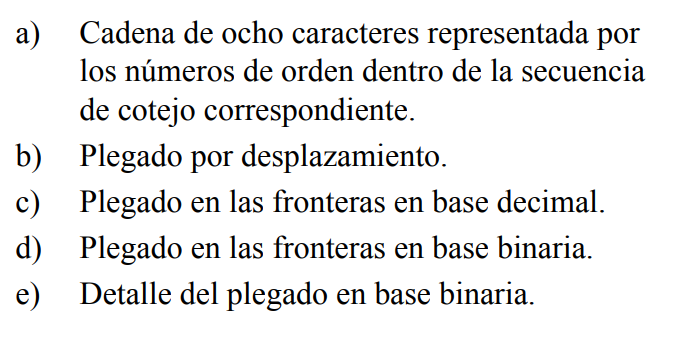 a) Cadena de ocho caracteres representada por
los números de orden dentro de la secuencia
de cotejo correspondiente.
b) Plegado por desplazamiento.
c) Plegado en las fronteras en base decimal.
d) Plegado en las fronteras en base binaria.
e) Detalle del plegado en base binaria.